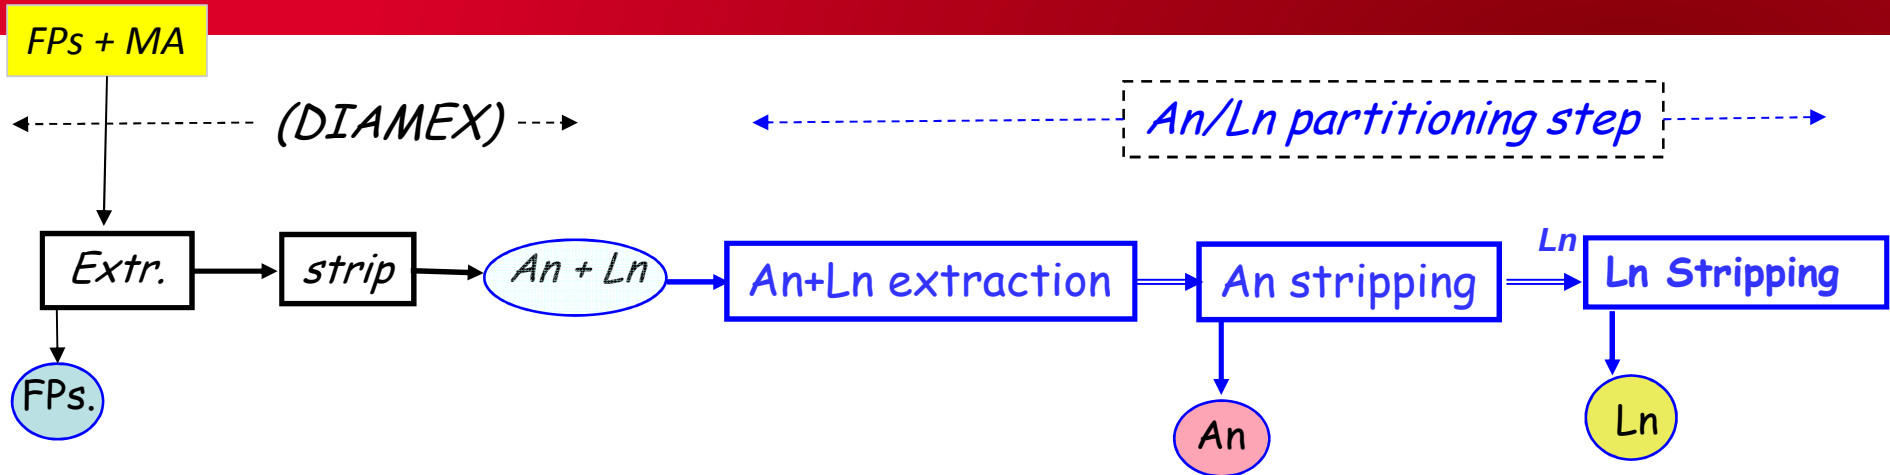 FPs + MA
(DIAMEX)
An/Ln partitioning step
Extr.
strip
An + Ln
An+Ln extraction
An stripping
Ln
Ln Stripping
FPs.
An
Ln